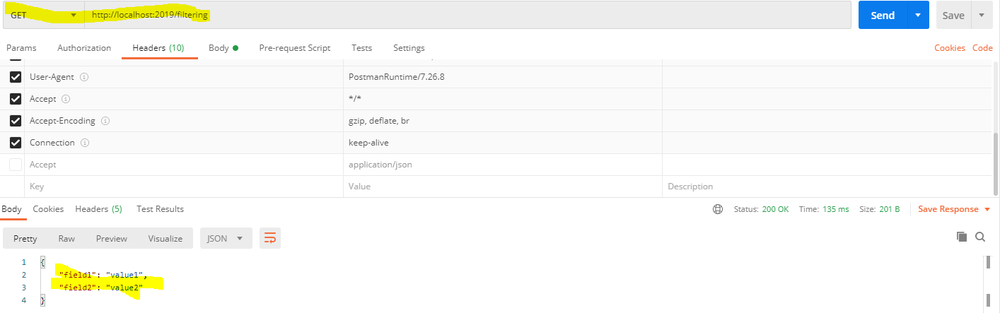 GET http://localhost:2019/filtering Send Save
Params Authorization Headers (10) Body Pre-request Script Tests Settings Cookies Code
User-Agent PostmanRuntime/7.26.8
Accept */*
Accept-Encoding gzip, deflate, br
Connection keep-alive
Accept application/json
Key Value Description
Body Cookies Headers (5) Test Results Status: 200 OK Time: 135 ms Size: 201 B Save Response
Pretty Raw Preview Visualize JSON
1 {
2 "field1": "value1",
3 "field2": "value2"
4 }